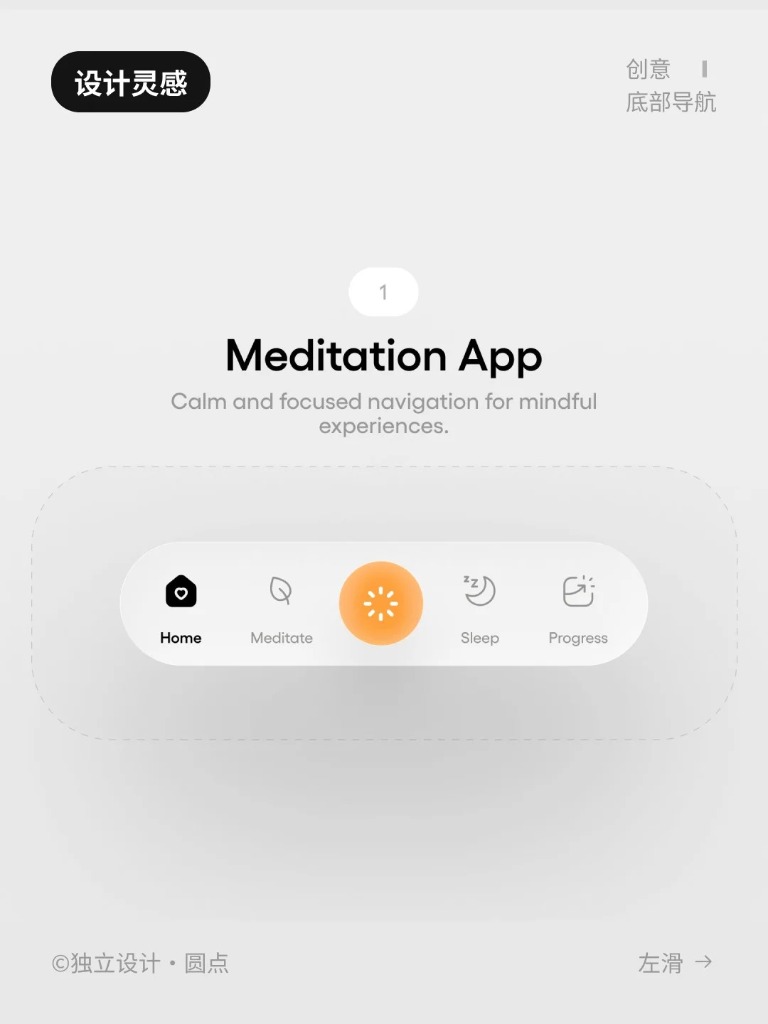 设计灵感
创意
底部导航
1
Meditation App
Calm and focused navigation for mindful
experiences.
zz
Home
Meditate
Sleep
Progress
©独立设计・圆点
左滑 →